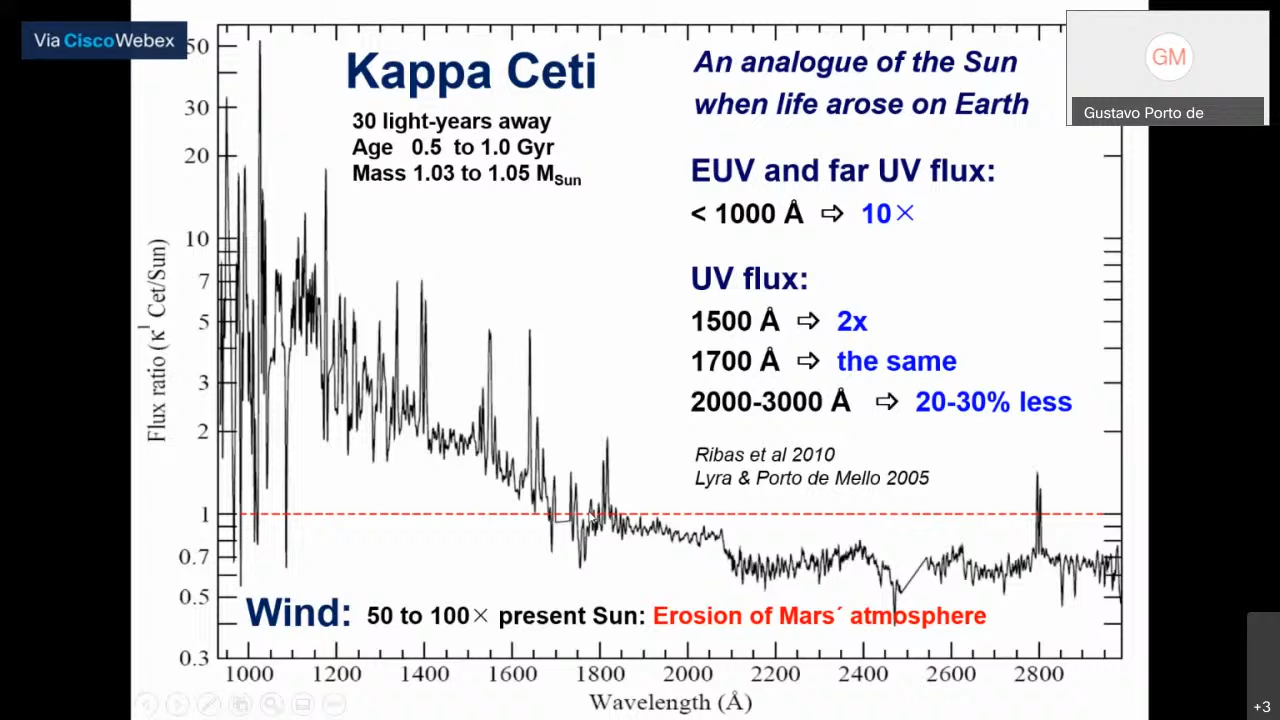 Via CiscoWebex
Kappa Ceti
30 light-years away
Age 0.5 to 1.0 Gyr
Mass 1.03 to 1.05 MSun
An analogue of the Sun
when life arose on Earth
GM
Gustavo Porto de
EUV and far UV flux:
< 1000 Å ⇨ 10×
UV flux:
1500 Å ⇨ 2x
1700 Å ⇨ the same
2000-3000 Å ⇨ 20-30% less
Ribas et al 2010
Lyra & Porto de Mello 2005
Wind: 50 to 100× present Sun: Erosion of Mars´ atmosphere
Flux ratio (κ1 Cet/Sun)
50
30
20
10
7
5
3
2
1
0.7
0.5
0.3
1000 1200 1400 1600 1800 2000 2200 2400 2600 2800
Wavelength (Å)
+3